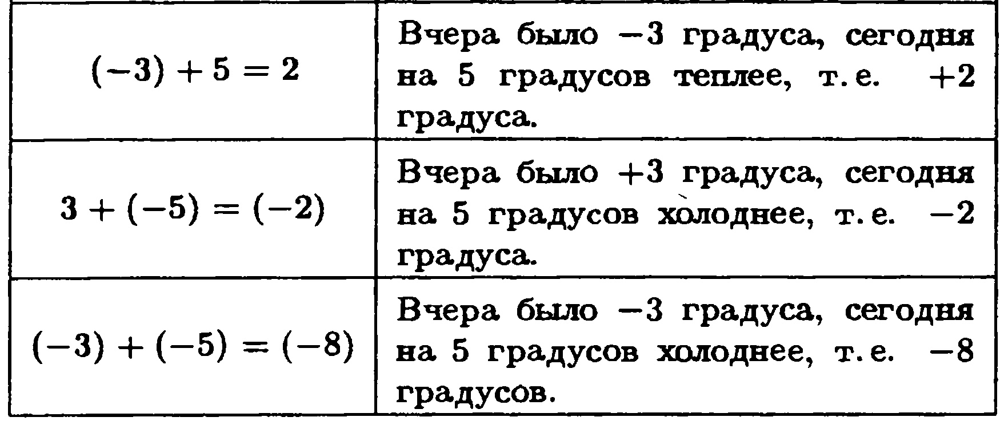 (−3) + 5 = 2
Вчера было −3 градуса, сегодня
на 5 градусов теплее, т. е. +2
градуса.
3 + (−5) = (−2)
Вчера было +3 градуса, сегодня
на 5 градусов холоднее, т. е. −2
градуса.
(−3) + (−5) = (−8)
Вчера было −3 градуса, сегодня
на 5 градусов холоднее, т. е. −8
градусов.